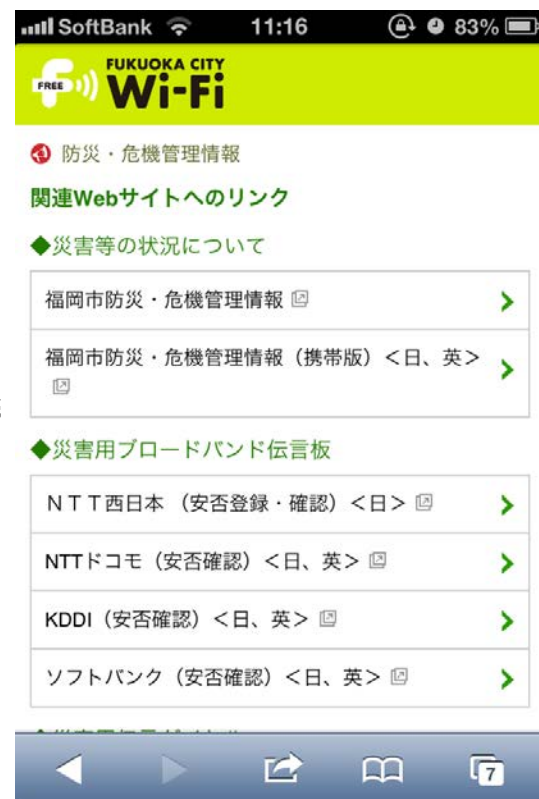 SoftBank 11:16 83%
FREE FUKUOKA CITY
Wi-Fi
防災・危機管理情報
関連Webサイトへのリンク
◆災害等の状況について
福岡市防災・危機管理情報
福岡市防災・危機管理情報（携帯版）＜日、英＞
◆災害用ブロードバンド伝言板
ＮＴＴ西日本 （安否登録・確認）＜日＞
NTTドコモ（安否確認）＜日、英＞
KDDI（安否確認）＜日、英＞
ソフトバンク（安否確認）＜日、英＞
7